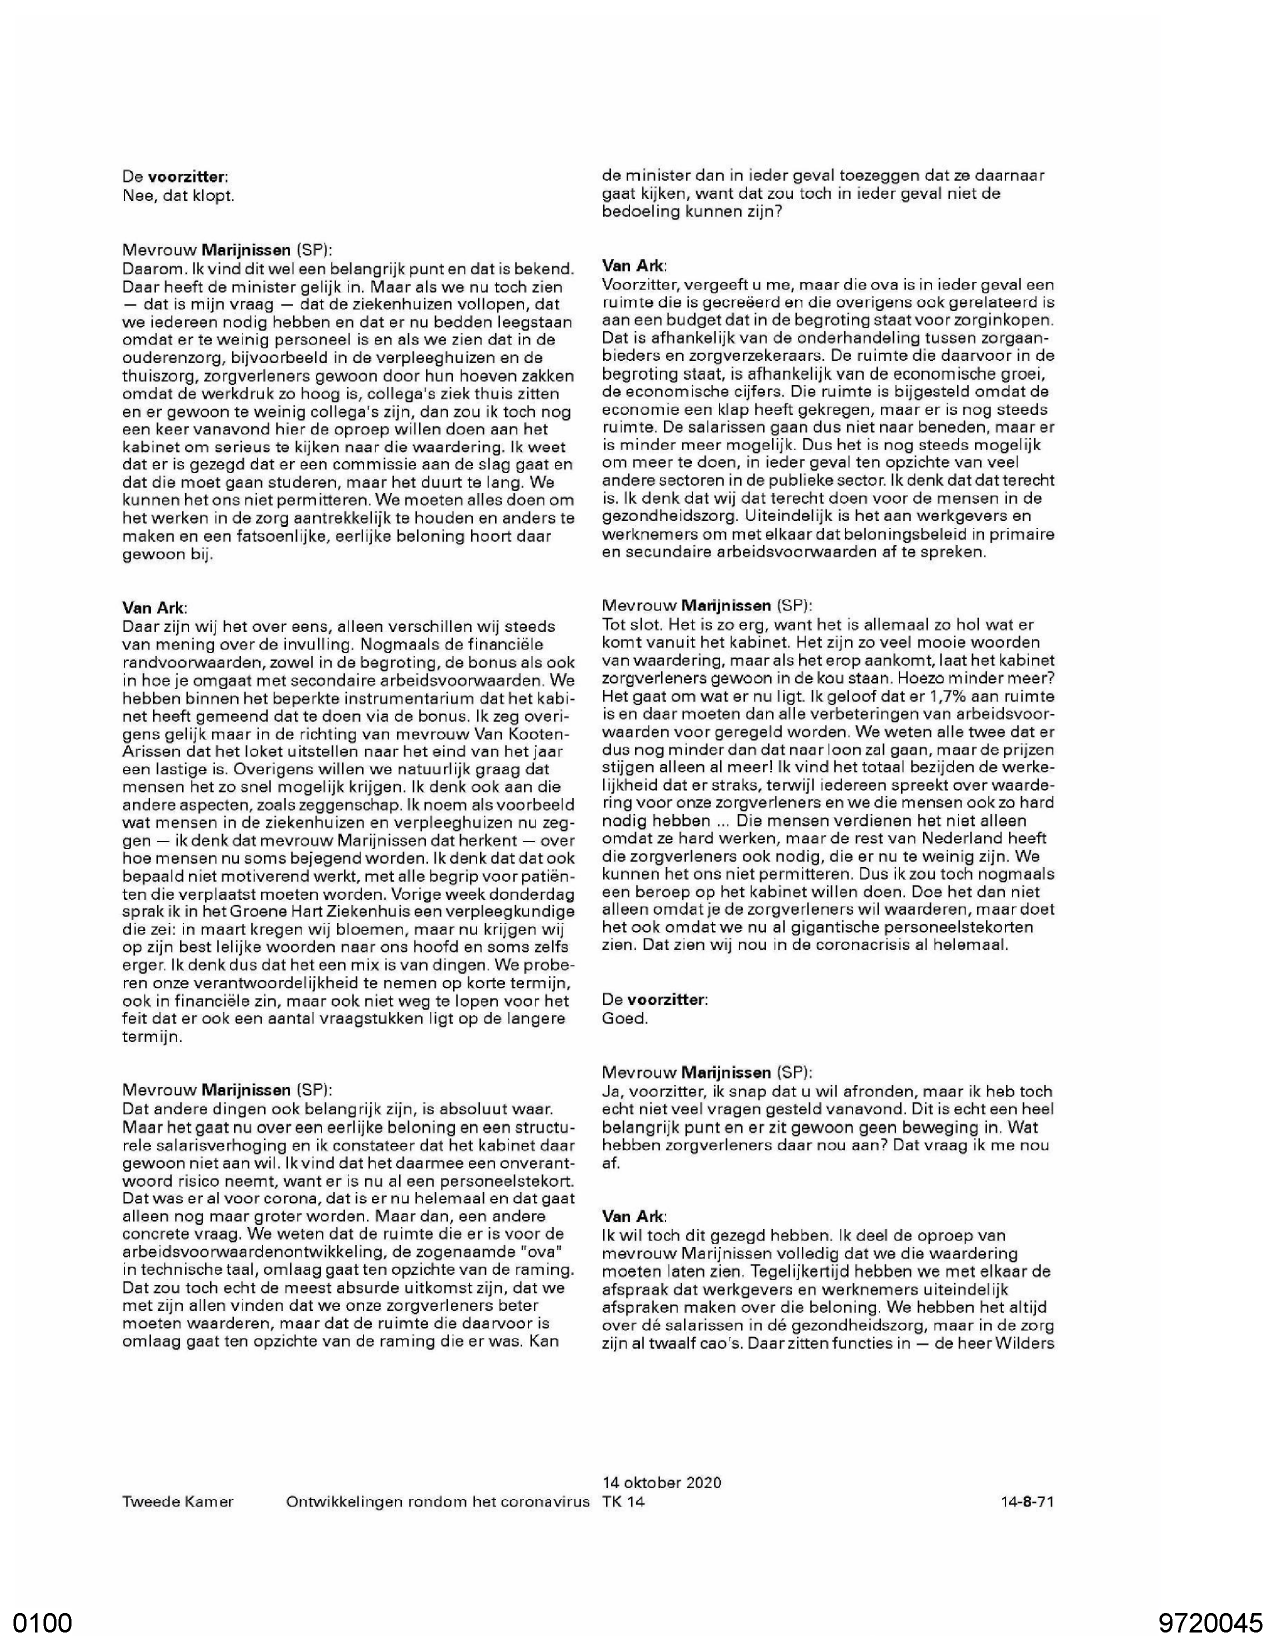 De voorzitter:
Nee, dat klopt.
Mevrouw Marijnissen (SP):
Daarom. Ik vind dit wel een belangrijk punt en dat is bekend.
Daar heeft de minister gelijk in. Maar als we nu toch zien
— dat is mijn vraag — dat de ziekenhuizen vollopen, dat
we iedereen nodig hebben en dat er nu bedden leegstaan
omdat er te weinig personeel is en als we zien dat in de
ouderenzorg, bijvoorbeeld in de verpleeghuizen en de
thuiszorg, zorgverleners gewoon door hun hoeven zakken
omdat de werkdruk zo hoog is, collega's ziek thuis zitten
en er gewoon te weinig collega's zijn, dan zou ik toch nog
een keer vanavond hier de oproep willen doen aan het
kabinet om serieus te kijken naar die waardering. Ik weet
dat er is gezegd dat er een commissie aan de slag gaat en
dat die moet gaan studeren, maar het duurt te lang. We
kunnen het ons niet permitteren. We moeten alles doen om
het werken in de zorg aantrekkelijk te houden en anders te
maken en een fatsoenlijke, eerlijke beloning hoort daar
gewoon bij.
Van Ark:
Daar zijn wij het over eens, alleen verschillen wij steeds
van mening over de invulling. Nogmaals de financiële
randvoorwaarden, zowel in de begroting, de bonus als ook
in hoe je omgaat met secondaire arbeidsvoorwaarden. We
hebben binnen het beperkte instrumentarium dat het kabi-
net heeft gemeend dat te doen via de bonus. Ik zeg overi-
gens gelijk maar in de richting van mevrouw Van Kooten-
Arissen dat het loket uitstellen naar het eind van het jaar
een lastige is. Overigens willen we natuurlijk graag dat
mensen het zo snel mogelijk krijgen. Ik denk ook aan die
andere aspecten, zoals zeggenschap. Ik noem als voorbeeld
wat mensen in de ziekenhuizen en verpleeghuizen nu zeg-
gen — ik denk dat mevrouw Marijnissen dat herkent — over
hoe mensen nu soms bejegend worden. Ik denk dat dat ook
bepaald niet motiverend werkt, met alle begrip voor patiën-
ten die verplaatst moeten worden. Vorige week donderdag
sprak ik in het Groene Hart Ziekenhuis een verpleegkundige
die zei: in maart kregen wij bloemen, maar nu krijgen wij
op zijn best lelijke woorden naar ons hoofd en soms zelfs
erger. Ik denk dus dat het een mix is van dingen. We probe-
ren onze verantwoordelijkheid te nemen op korte termijn,
ook in financiële zin, maar ook niet weg te lopen voor het
feit dat er ook een aantal vraagstukken ligt op de langere
termijn.
Mevrouw Marijnissen (SP):
Dat andere dingen ook belangrijk zijn, is absoluut waar.
Maar het gaat nu over een eerlijke beloning en een structu-
rele salarisverhoging en ik constateer dat het kabinet daar
gewoon niet aan wil. Ik vind dat het daarmee een onverant-
woord risico neemt, want er is nu al een personeelstekort.
Dat was er al voor corona, dat is er nu helemaal en dat gaat
alleen nog maar groter worden. Maar dan, een andere
concrete vraag. We weten dat de ruimte die er is voor de
arbeidsvoorwaardenontwikkeling, de zogenaamde "ova"
in technische taal, omlaag gaat ten opzichte van de raming.
Dat zou toch echt de meest absurde uitkomst zijn, dat we
met zijn allen vinden dat we onze zorgverleners beter
moeten waarderen, maar dat de ruimte die daarvoor is
omlaag gaat ten opzichte van de raming die er was. Kan
de minister dan in ieder geval toezeggen dat ze daarnaar
gaat kijken, want dat zou toch in ieder geval niet de
bedoeling kunnen zijn?
Van Ark:
Voorzitter, vergeeft u me, maar die ova is in ieder geval een
ruimte die is gecreëerd en die overigens ook gerelateerd is
aan een budget dat in de begroting staat voor zorginkopen.
Dat is afhankelijk van de onderhandeling tussen zorgaan-
bieders en zorgverzekeraars. De ruimte die daarvoor in de
begroting staat, is afhankelijk van de economische groei,
de economische cijfers. Die ruimte is bijgesteld omdat de
economie een klap heeft gekregen, maar er is nog steeds
ruimte. De salarissen gaan dus niet naar beneden, maar er
is minder meer mogelijk. Dus het is nog steeds mogelijk
om meer te doen, in ieder geval ten opzichte van veel
andere sectoren in de publieke sector. Ik denk dat dat terecht
is. Ik denk dat wij dat terecht doen voor de mensen in de
gezondheidszorg. Uiteindelijk is het aan werkgevers en
werknemers om met elkaar dat beloningsbeleid in primaire
en secundaire arbeidsvoorwaarden af te spreken.
Mevrouw Marijnissen (SP):
Tot slot. Het is zo erg, want het is allemaal zo hol wat er
komt vanuit het kabinet. Het zijn zo veel mooie woorden
van waardering, maar als het erop aankomt, laat het kabinet
zorgverleners gewoon in de kou staan. Hoezo minder meer?
Het gaat om wat er nu ligt. Ik geloof dat er 1,7% aan ruimte
is en daar moeten dan alle verbeteringen van arbeidsvoor-
waarden voor geregeld worden. We weten alle twee dat er
dus nog minder dan dat naar loon zal gaan, maar de prijzen
stijgen alleen al meer! Ik vind het totaal bezijden de werke-
lijkheid dat er straks, terwijl iedereen spreekt over waarde-
ring voor onze zorgverleners en we die mensen ook zo hard
nodig hebben ... Die mensen verdienen het niet alleen
omdat ze hard werken, maar de rest van Nederland heeft
die zorgverleners ook nodig, die er nu te weinig zijn. We
kunnen het ons niet permitteren. Dus ik zou toch nogmaals
een beroep op het kabinet willen doen. Doe het dan niet
alleen omdat je de zorgverleners wil waarderen, maar doet
het ook omdat we nu al gigantische personeelstekorten
zien. Dat zien wij nou in de coronacrisis al helemaal.
De voorzitter:
Goed.
Mevrouw Marijnissen (SP):
Ja, voorzitter, ik snap dat u wil afronden, maar ik heb toch
echt niet veel vragen gesteld vanavond. Dit is echt een heel
belangrijk punt en er zit gewoon geen beweging in. Wat
hebben zorgverleners daar nou aan? Dat vraag ik me nou
af.
Van Ark:
Ik wil toch dit gezegd hebben. Ik deel de oproep van
mevrouw Marijnissen volledig dat we die waardering
moeten laten zien. Tegelijkertijd hebben we met elkaar de
afspraak dat werkgevers en werknemers uiteindelijk
afspraken maken over die beloning. We hebben het altijd
over dé salarissen in dé gezondheidszorg, maar in de zorg
zijn al twaalf cao's. Daar zitten functies in — de heer Wilders
14 oktober 2020
Tweede Kamer Ontwikkelingen rondom het coronavirus TK 14 14-8-71
0100 9720045